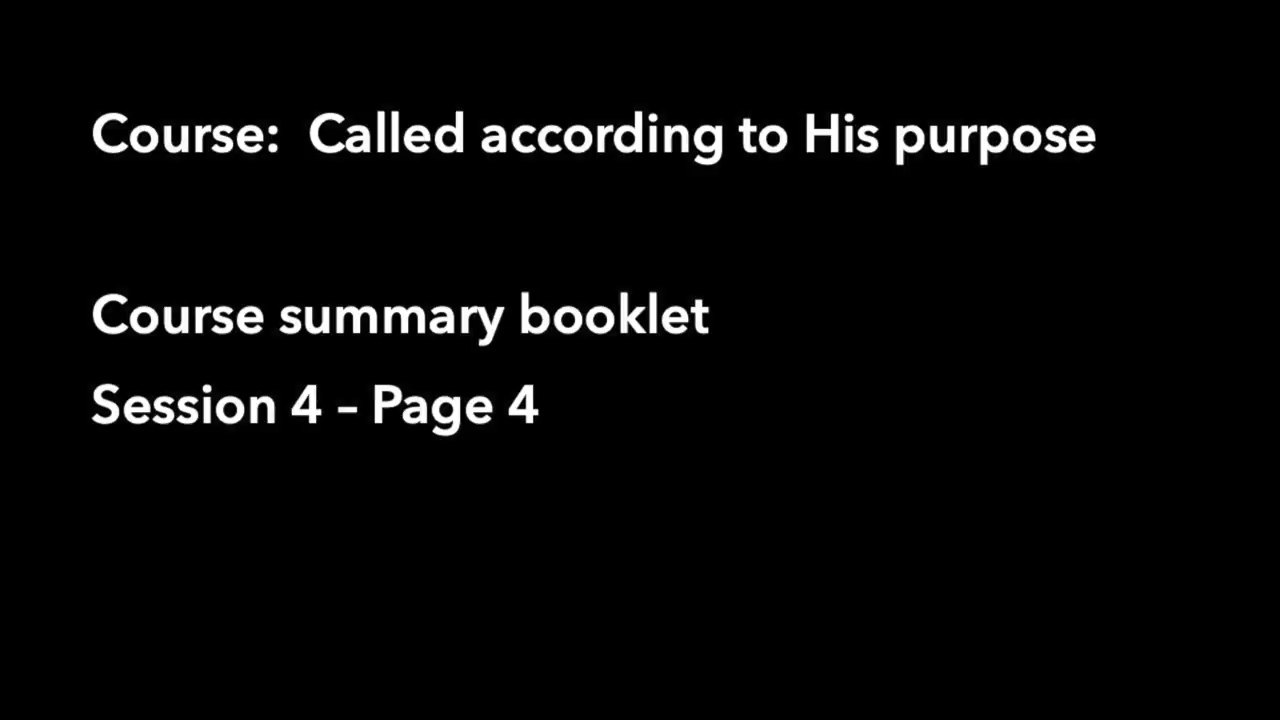 Course:  Called according to His purpose
Course summary booklet
Session 4 – Page 4